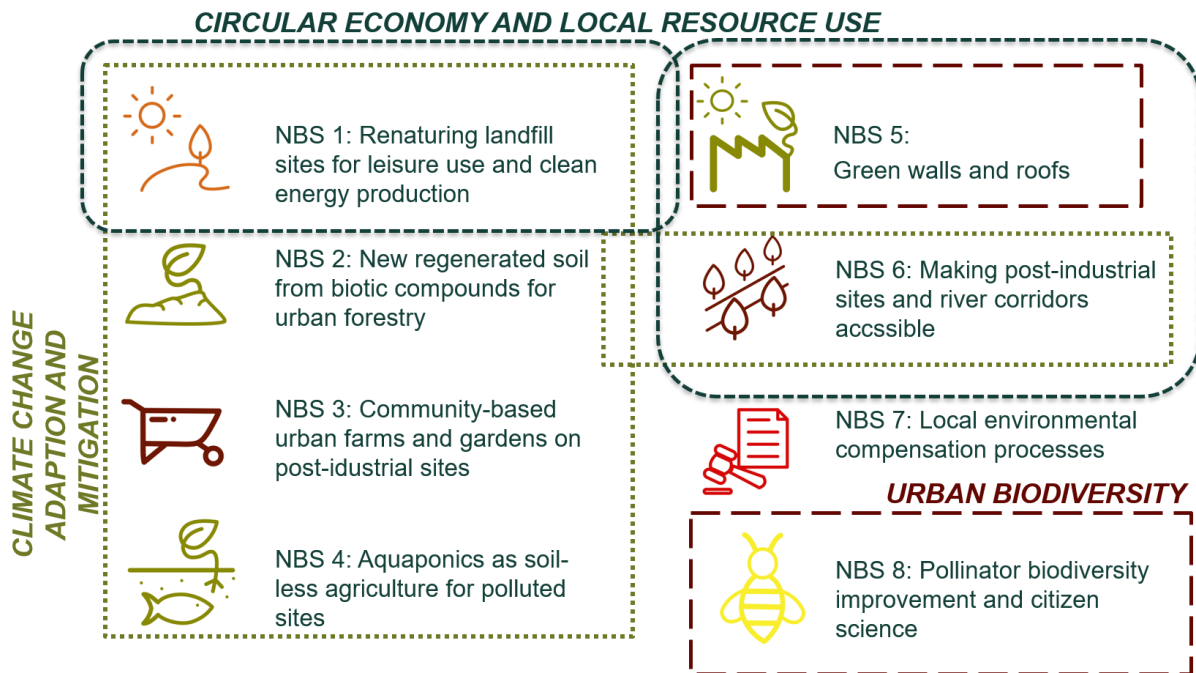 CIRCULAR ECONOMY AND LOCAL RESOURCE USE
CLIMATE CHANGE
ADAPTION AND
MITIGATION
NBS 1: Renaturing landfill
sites for leisure use and clean
energy production
NBS 2: New regenerated soil
from biotic compounds for
urban forestry
NBS 3: Community-based
urban farms and gardens on
post-idustrial sites
NBS 4: Aquaponics as soil-
less agriculture for polluted
sites
NBS 5:
Green walls and roofs
NBS 6: Making post-industrial
sites and river corridors
accssible
NBS 7: Local environmental
compensation processes
URBAN BIODIVERSITY
NBS 8: Pollinator biodiversity
improvement and citizen
science